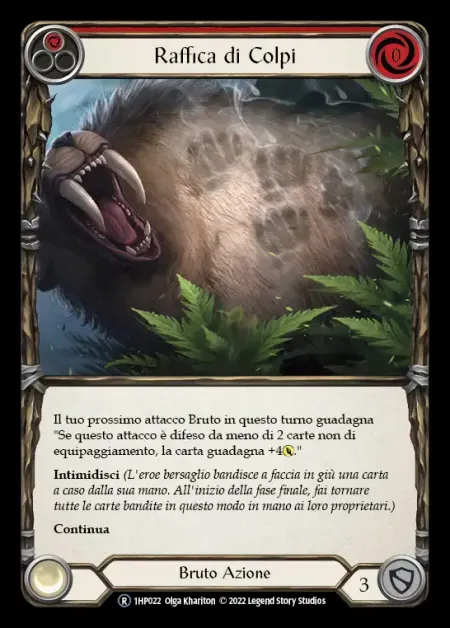 Raffica di Colpi
0
Il tuo prossimo attacco Bruto in questo turno guadagna
"Se questo attacco è difeso da meno di 2 carte non di
equipaggiamento, la carta guadagna +4."
Intimidisci (L'eroe bersaglio bandisce a faccia in giù una carta
a caso dalla sua mano. All'inizio della fase finale, fai tornare
tutte le carte bandite in questo modo in mano ai loro proprietari.)
Continua
Bruto Azione
3
R 1HP022 Olga Khariton © 2022 Legend Story Studios